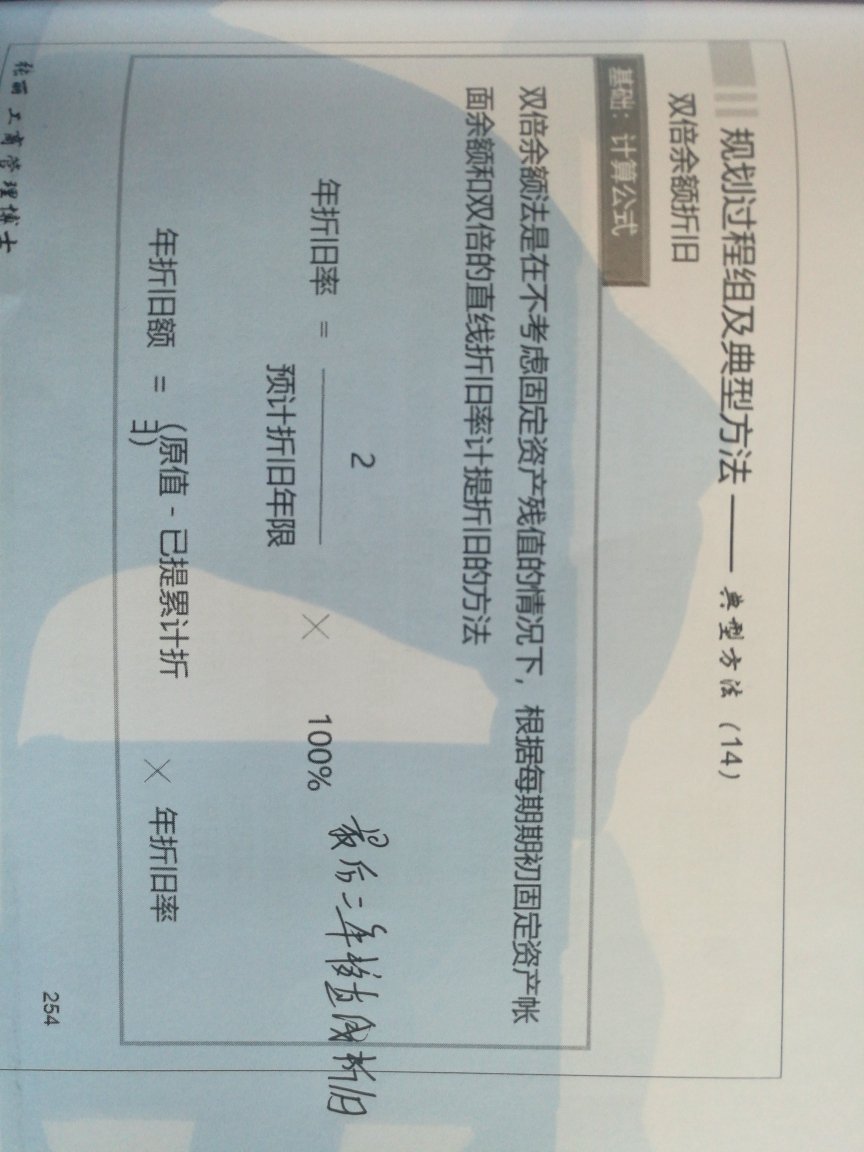 规划过程组及典型方法 —— 典型方法（14）
双倍余额折旧
基础：计算公式
双倍余额法是在不考虑固定资产残值的情况下，根据每期期初固定资产帐
面余额和双倍的直线折旧率计提折旧的方法
2
年折旧率 = × 100%
预计折旧年限
最后二年按直线折旧
年折旧额 = （原值 - 已提累计折 × 年折旧率
旧）
张丽 工商管理博士
254